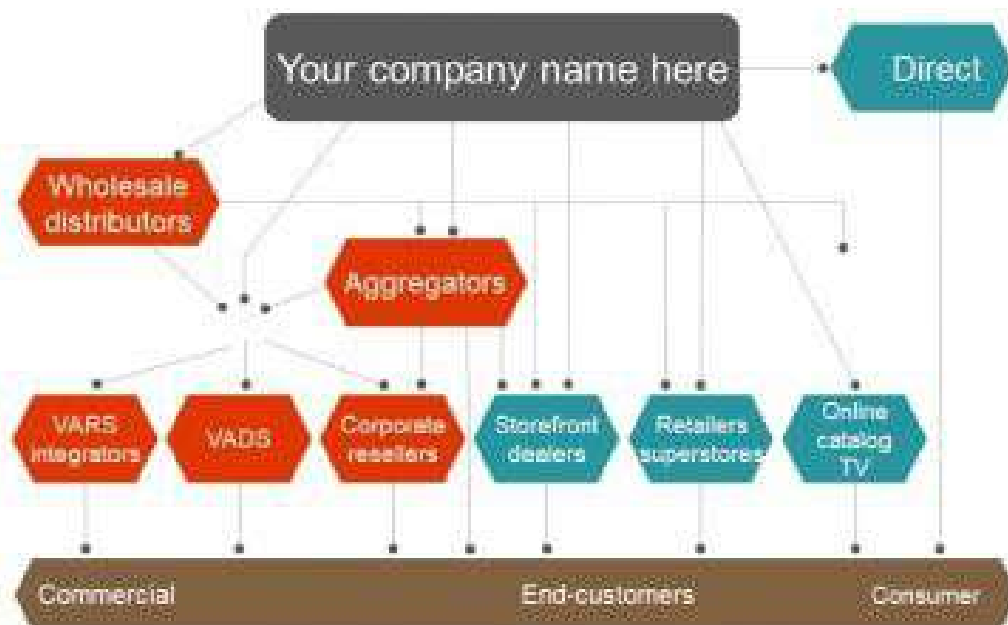 Your company name here
Direct
Wholesale
distributors
Aggregators
VARS
integrators
VADS
Corporate
resellers
Storefront
dealers
Retailers
superstores
Online
catalog
TV
Commercial
End-customers
Consumer